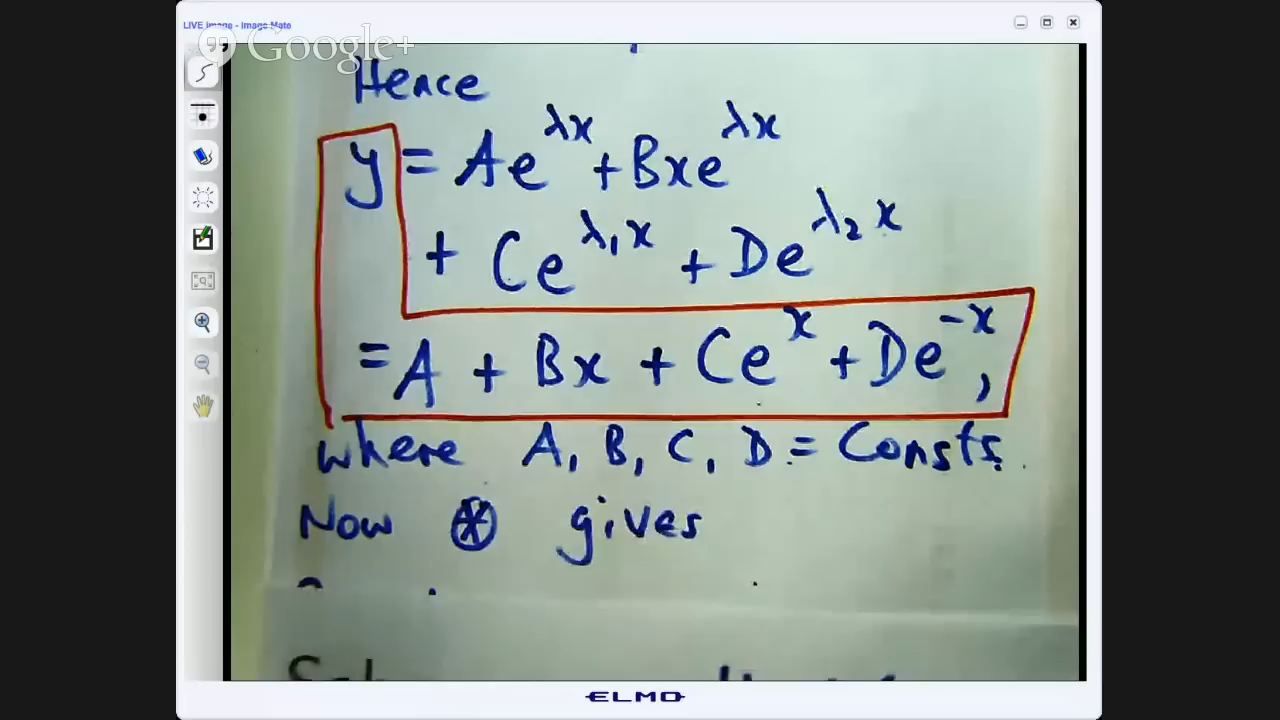 LIVE image - Image Mate
Google+
Hence
y = Ae^{λx} + Bxe^{λx}
+ Ce^{λ₁x} + De^{λ₂x}
= A + Bx + Ce^{x} + De^{-x},
where A, B, C, D = Consts.
Now ⊛ gives
ELMO